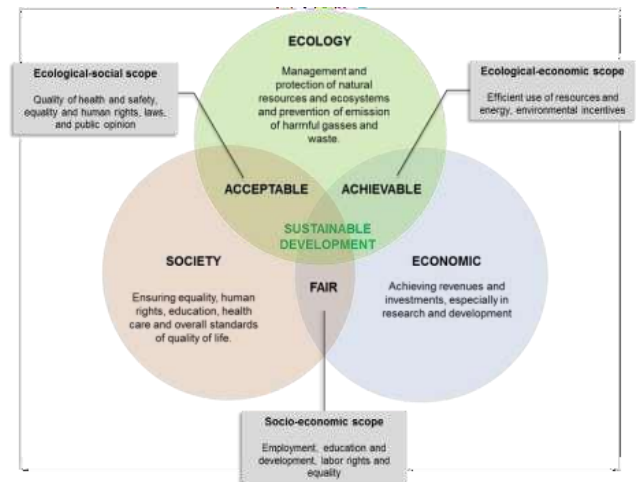 ECOLOGY
Management and
protection of natural
resources and ecosystems
and prevention of emission
of harmful gasses and
waste.
Ecological-social scope
Quality of health and safety,
equality and human rights, laws,
and public opinion
Ecological-economic scope
Efficient use of resources and
energy, environmental incentives
ACCEPTABLE
ACHIEVABLE
SUSTAINABLE
DEVELOPMENT
SOCIETY
Ensuring equality, human
rights, education, health
care and overall standards
of quality of life.
FAIR
ECONOMIC
Achieving revenues and
investments, especially in
research and development
Socio-economic scope
Employment, education and
development, labor rights and
equality